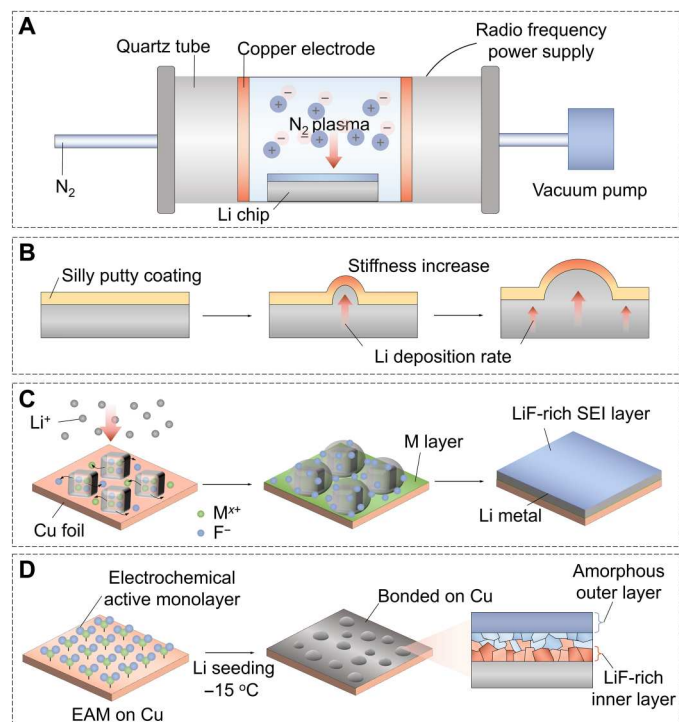 A
Quartz tube
Copper electrode
Radio frequency
power supply
N₂ plasma
N₂
Li chip
Vacuum pump
B
Silly putty coating
Stiffness increase
Li deposition rate
C
Li⁺
M layer
LiF-rich SEI layer
Cu foil
Mˣ⁺
F⁻
Li metal
D
Electrochemical
active monolayer
Bonded on Cu
Amorphous
outer layer
Li seeding
–15 °C
LiF-rich
inner layer
EAM on Cu